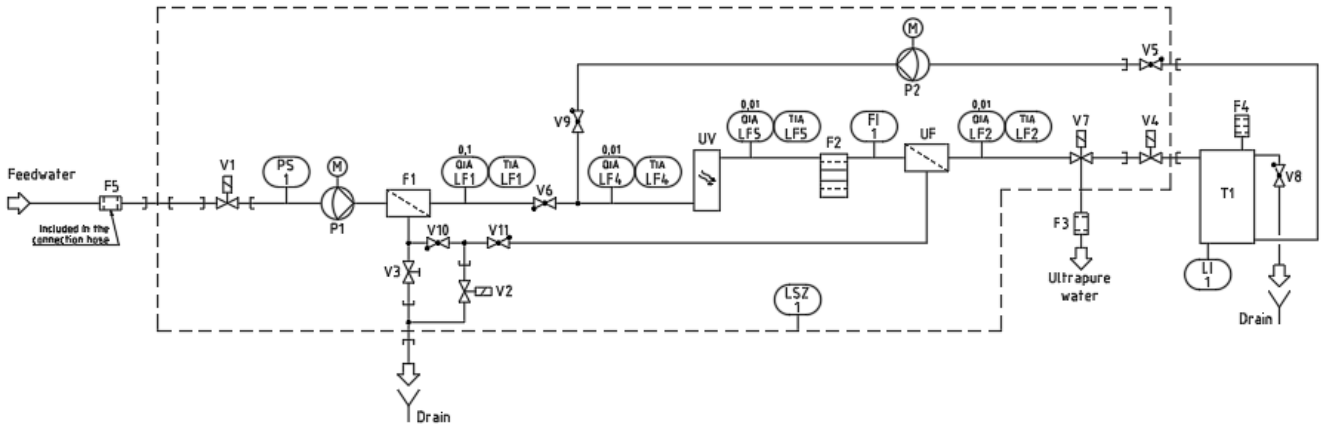 M
P2
V5
V9
0,01
QIA
LF5
TIA
LF5
F2
FI
1
UF
0,01
QIA
LF2
TIA
LF2
V7
V4
F4
UV
Feedwater
F5
Included in the
connection hose
V1
PS
1
M
P1
F1
0,1
QIA
LF1
TIA
LF1
V6
0,01
QIA
LF4
TIA
LF4
T1
V8
V10
V11
V3
V2
F3
Ultrapure
water
LSZ
1
LI
1
Drain
Drain